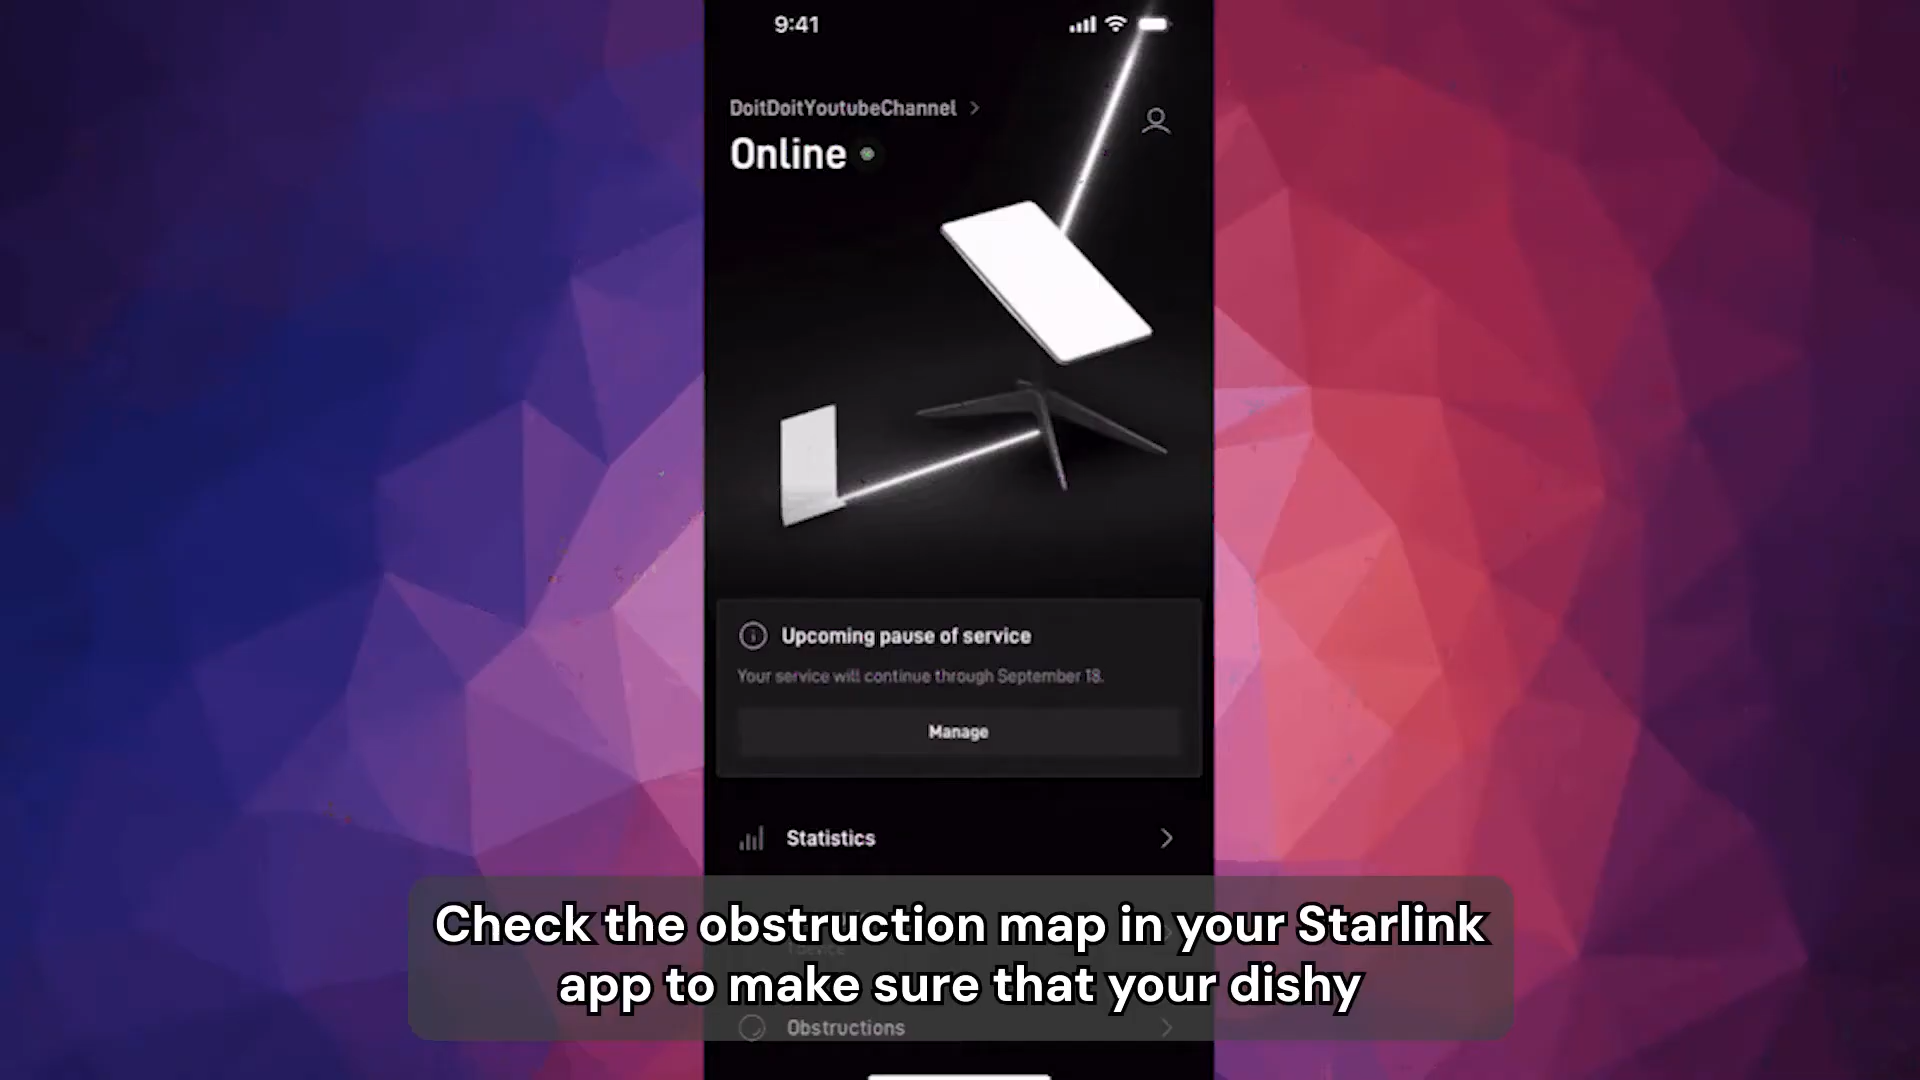 9:41
DoitDoitYoutubeChannel
Online
Upcoming pause of service
Your service will continue through September 18.
Manage
Statistics
Check the obstruction map in your Starlink
app to make sure that your dishy
Obstructions